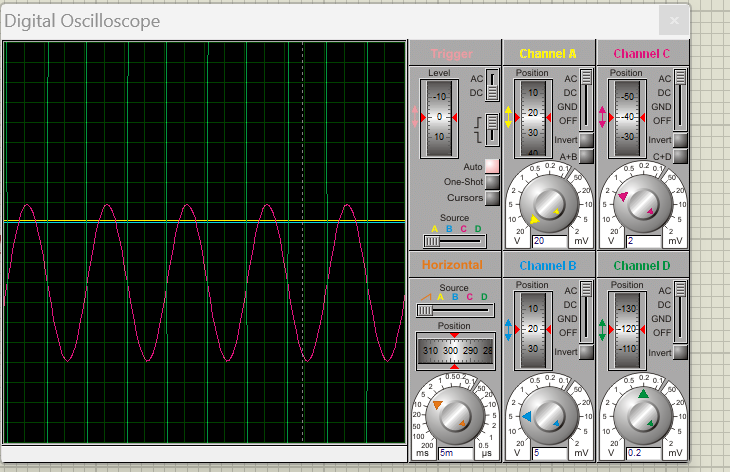 Digital Oscilloscope
Trigger
Level
AC
DC
-10
0
10
Auto
One-Shot
Cursors
Source
A B C D
Channel A
Position
AC
DC
GND
OFF
10
20
30
40
Invert
A+B
1 0.5 0.2 0.1
2 50
5 20
10 10
20 5
2
V 20 mV
Channel C
Position
AC
DC
GND
OFF
-50
-40
-30
Invert
C+D
1 0.5 0.2 0.1
2 50
5 20
10 10
20 5
2
V 2 mV
Horizontal
Source
A B C D
Position
310 300 290 28
1 0.5 0.2 0.1
2 50
5 20
10 10
20 5
50 2
100 1
200 0.5
ms 5m µs
Channel B
Position
AC
DC
GND
OFF
10
20
30
Invert
1 0.5 0.2 0.1
2 50
5 20
10 10
20 5
2
V 5 mV
Channel D
Position
AC
DC
GND
OFF
-130
-120
-110
Invert
1 0.5 0.2 0.1
2 50
5 20
10 10
20 5
2
V 0.2 mV